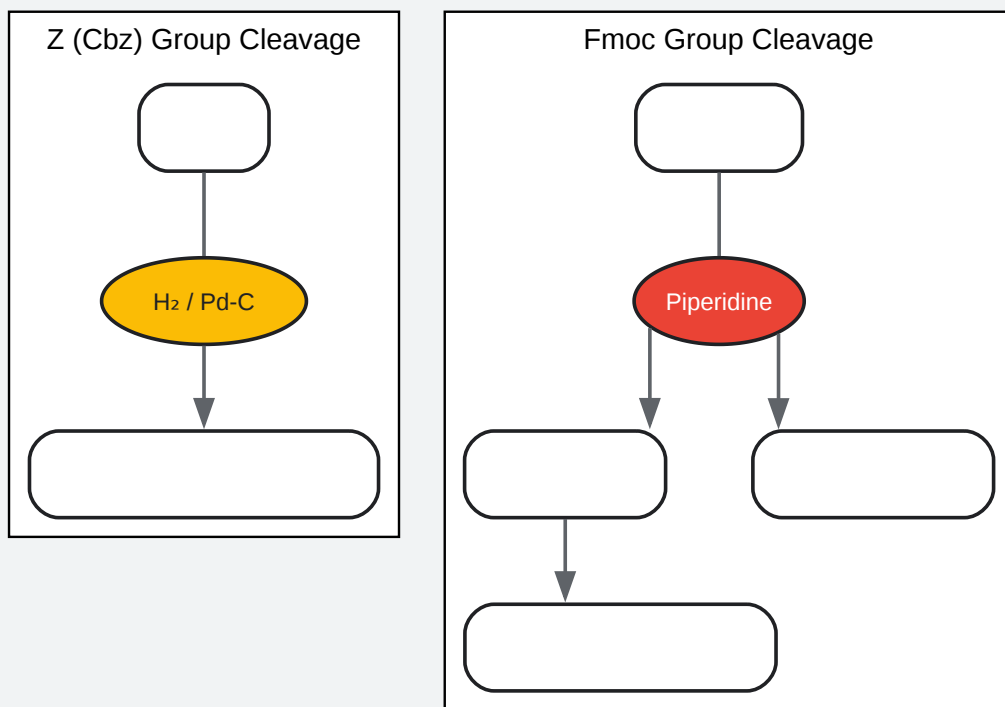 Z (Cbz) Group Cleavage
Fmoc Group Cleavage
H₂ / Pd-C
Piperidine